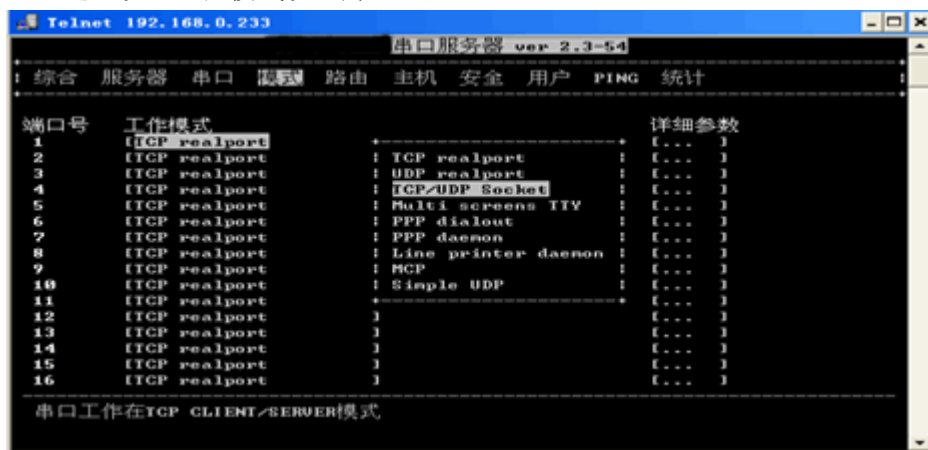 Telnet 192.168.0.233
串口服务器 ver 2.3-54
综合 服务器 串口 模式 路由 主机 安全 用户 PING 统计
端口号 工作模式 详细参数
1 [TCP realport [... ]
2 [TCP realport | TCP realport | [... ]
3 [TCP realport | UDP realport | [... ]
4 [TCP realport | TCP/UDP Socket | [... ]
5 [TCP realport | Multi screens TTY | [... ]
6 [TCP realport | PPP dialout | [... ]
7 [TCP realport | PPP daemon | [... ]
8 [TCP realport | Line printer daemon | [... ]
9 [TCP realport | MCP | [... ]
10 [TCP realport | Simple UDP | [... ]
11 [TCP realport [... ]
12 [TCP realport ] [... ]
13 [TCP realport ] [... ]
14 [TCP realport ] [... ]
15 [TCP realport ] [... ]
16 [TCP realport ] [... ]
串口工作在TCP CLIENT/SERVER模式